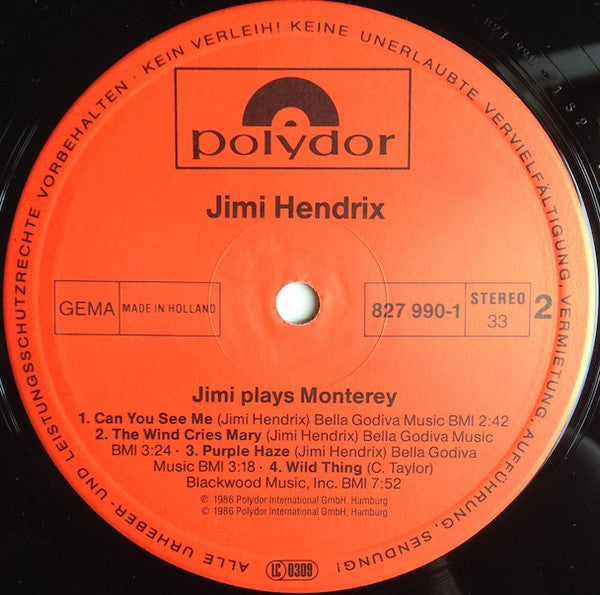 ALLE URHEBER- UND LEISTUNGSSCHUTZRECHTE VORBEHALTEN · KEIN VERLEIH! KEINE UNERLAUBTE VERVIELFÄLTIGUNG, VERMIETUNG, AUFFÜHRUNG, SENDUNG!
polydor
Jimi Hendrix
GEMA
MADE IN HOLLAND
827 990-1
STEREO
33
2
Jimi plays Monterey
1. Can You See Me (Jimi Hendrix) Bella Godiva Music BMI 2:42
2. The Wind Cries Mary (Jimi Hendrix) Bella Godiva Music
BMI 3:24 · 3. Purple Haze (Jimi Hendrix) Bella Godiva
Music BMI 3:18 · 4. Wild Thing (C. Taylor)
Blackwood Music, Inc. BMI 7:52
℗ 1986 Polydor International GmbH, Hamburg
© 1986 Polydor International GmbH, Hamburg
LC 0309